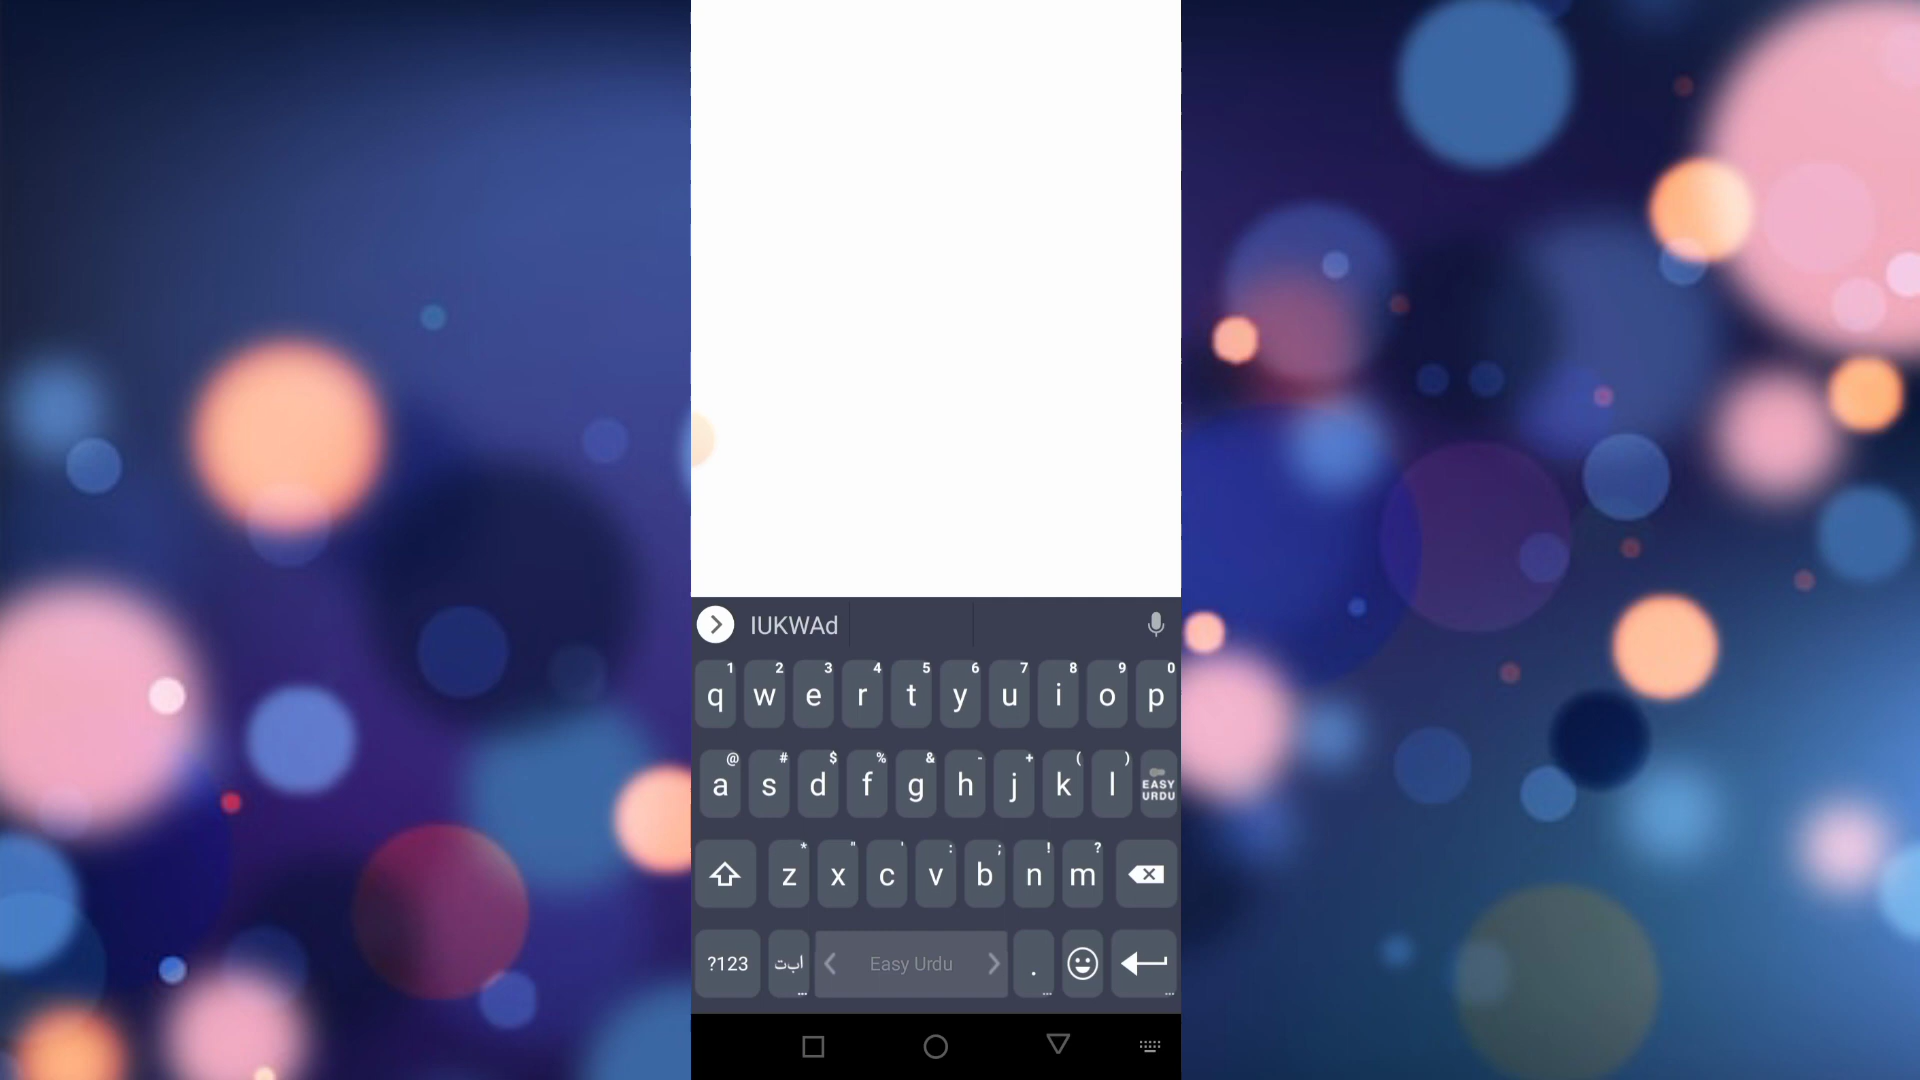 IUKWAd
1 2 3 4 5 6 7 8 9 0
q w e r t y u i o p
@ # $ % & - + ( )
a s d f g h j k l EASY URDU
* " ' : ; ! ?
z x c v b n m
?123 ابت Easy Urdu .